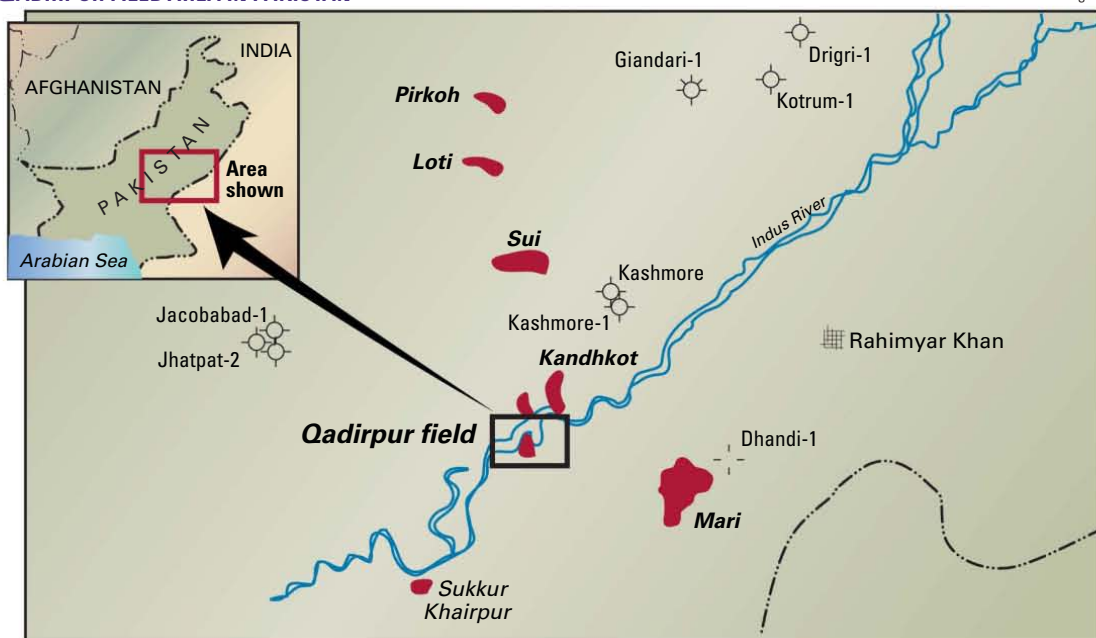 INDIA
AFGHANISTAN
PAKISTAN
Area
shown
Arabian Sea
Drigri-1
Giandari-1
Kotrum-1
Pirkoh
Loti
Indus River
Sui
Kashmore
Kashmore-1
Jacobabad-1
Jhatpat-2
Rahimyar Khan
Kandhkot
Qadirpur field
Dhandi-1
Mari
Sukkur
Khairpur